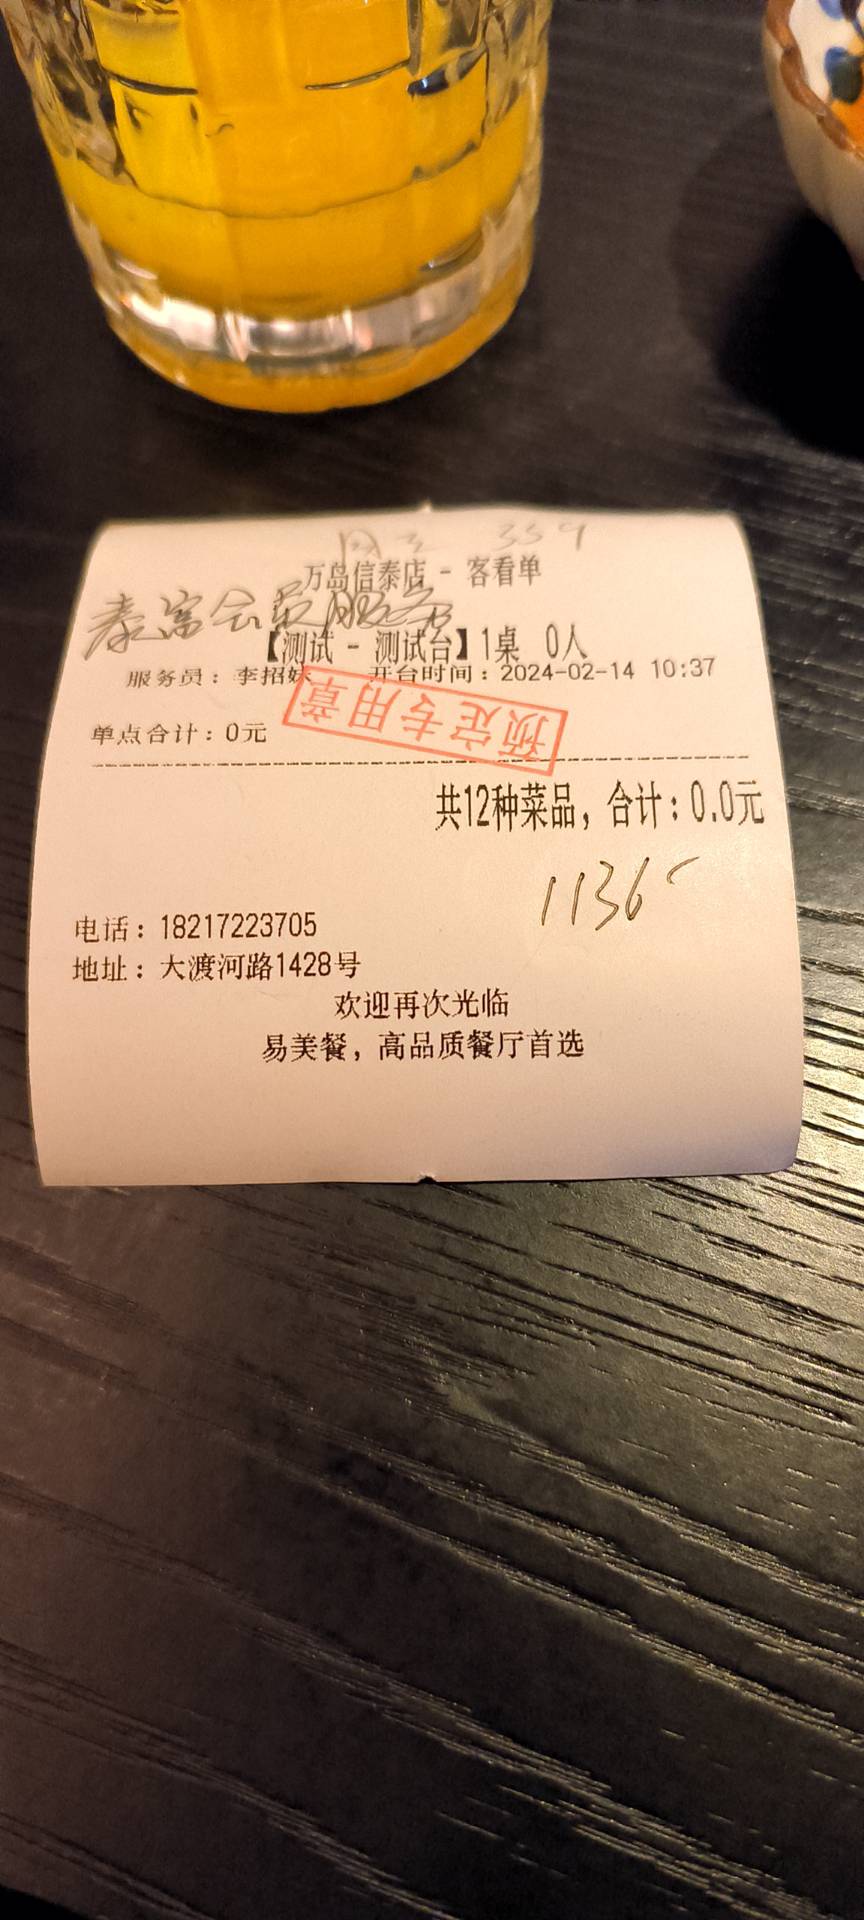 359
万岛信泰店 - 客看单
【测试 - 测试台】1桌 0人
服务员：李招妹 开台时间：2024-02-14 10:37
预定专用章
单点合计：0元
共12种菜品，合计：0.0元
1136
电话：18217223705
地址：大渡河路1428号
欢迎再次光临
易美餐，高品质餐厅首选